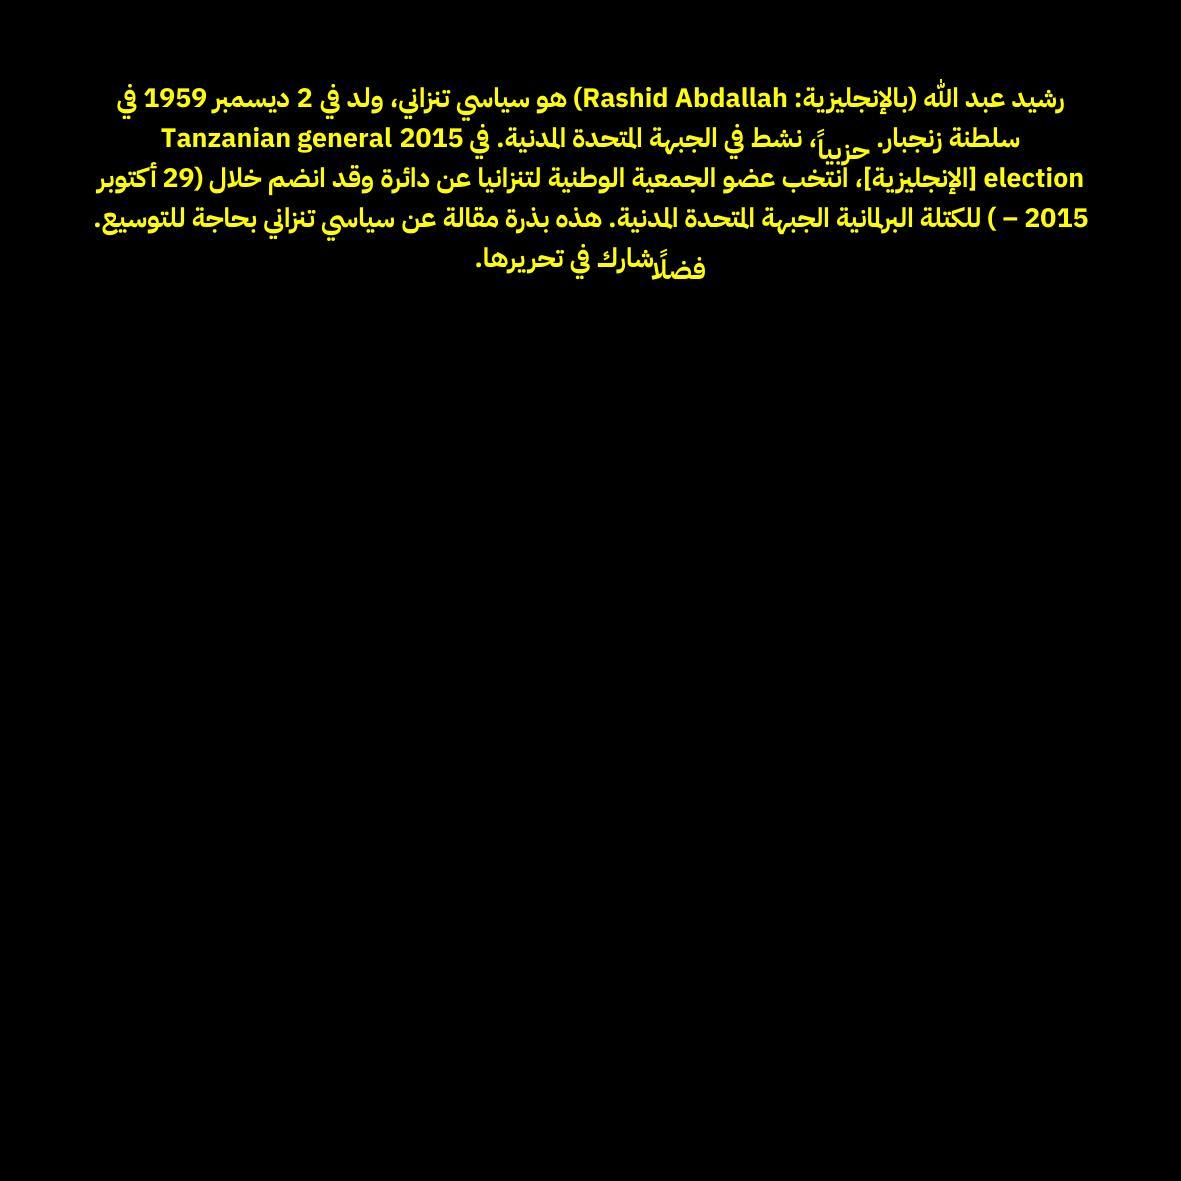 رشيد عبد الله (بالإنجليزية: Rashid Abdallah) هو سياسي تنزاني، ولد في 2 ديسمبر 1959 في
سلطنة زنجبار. حزبياً، نشط في الجبهة المتحدة المدنية. في 2015 Tanzanian general
election [الإنجليزية]، انتخب عضو الجمعية الوطنية لتنزانيا عن دائرة وقد انضم خلال (29 أكتوبر
2015 – ) للكتلة البرلمانية الجبهة المتحدة المدنية. هذه بذرة مقالة عن سياسي تنزاني بحاجة للتوسيع.
فضلًا شارك في تحريرها.